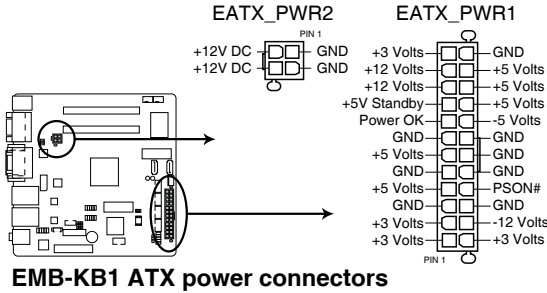 EATX_PWR2
PIN 1
+12V DC GND
+12V DC GND
EATX_PWR1
+3 Volts GND
+12 Volts +5 Volts
+12 Volts +5 Volts
+5V Standby +5 Volts
Power OK -5 Volts
GND GND
+5 Volts GND
GND GND
+5 Volts PSON#
GND GND
+3 Volts -12 Volts
+3 Volts +3 Volts
PIN 1
EMB-KB1 ATX power connectors